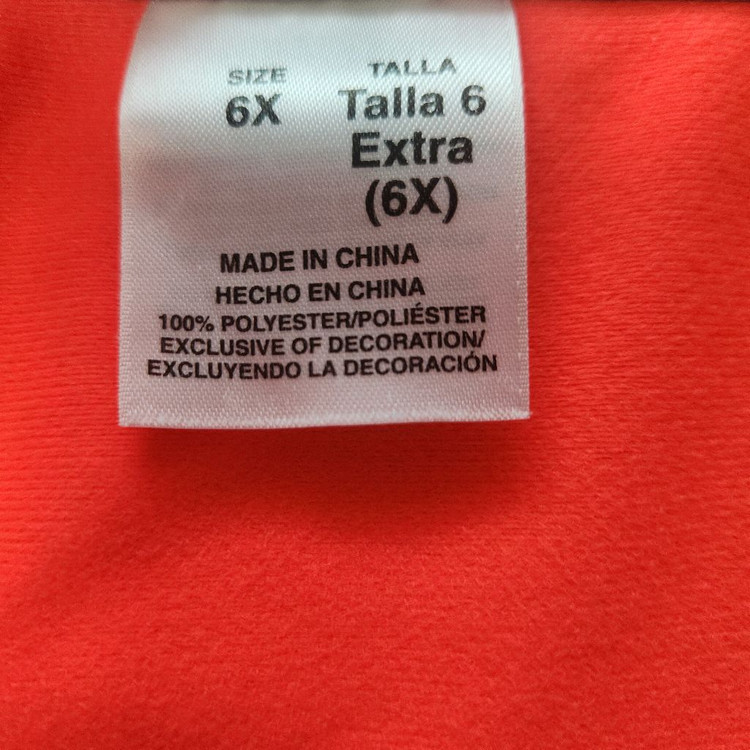 SIZE TALLA
6X Talla 6
Extra
(6X)
MADE IN CHINA
HECHO EN CHINA
100% POLYESTER/POLIÉSTER
EXCLUSIVE OF DECORATION/
EXCLUYENDO LA DECORACIÓN